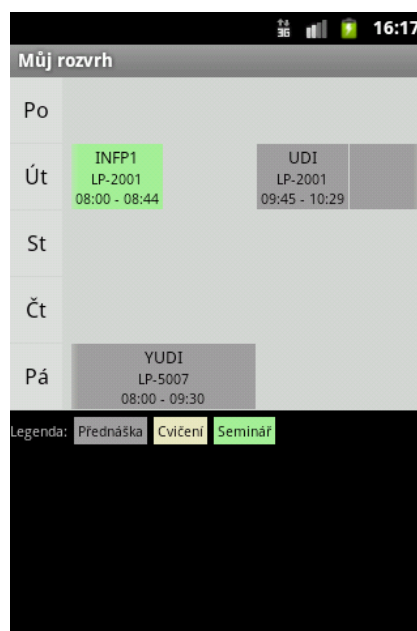 3G 16:17
Můj rozvrh
Po
Út
INFP1
LP-2001
08:00 - 08:44
UDI
LP-2001
09:45 - 10:29
St
Čt
Pá
YUDI
LP-5007
08:00 - 09:30
Legenda: Přednáška Cvičení Seminář